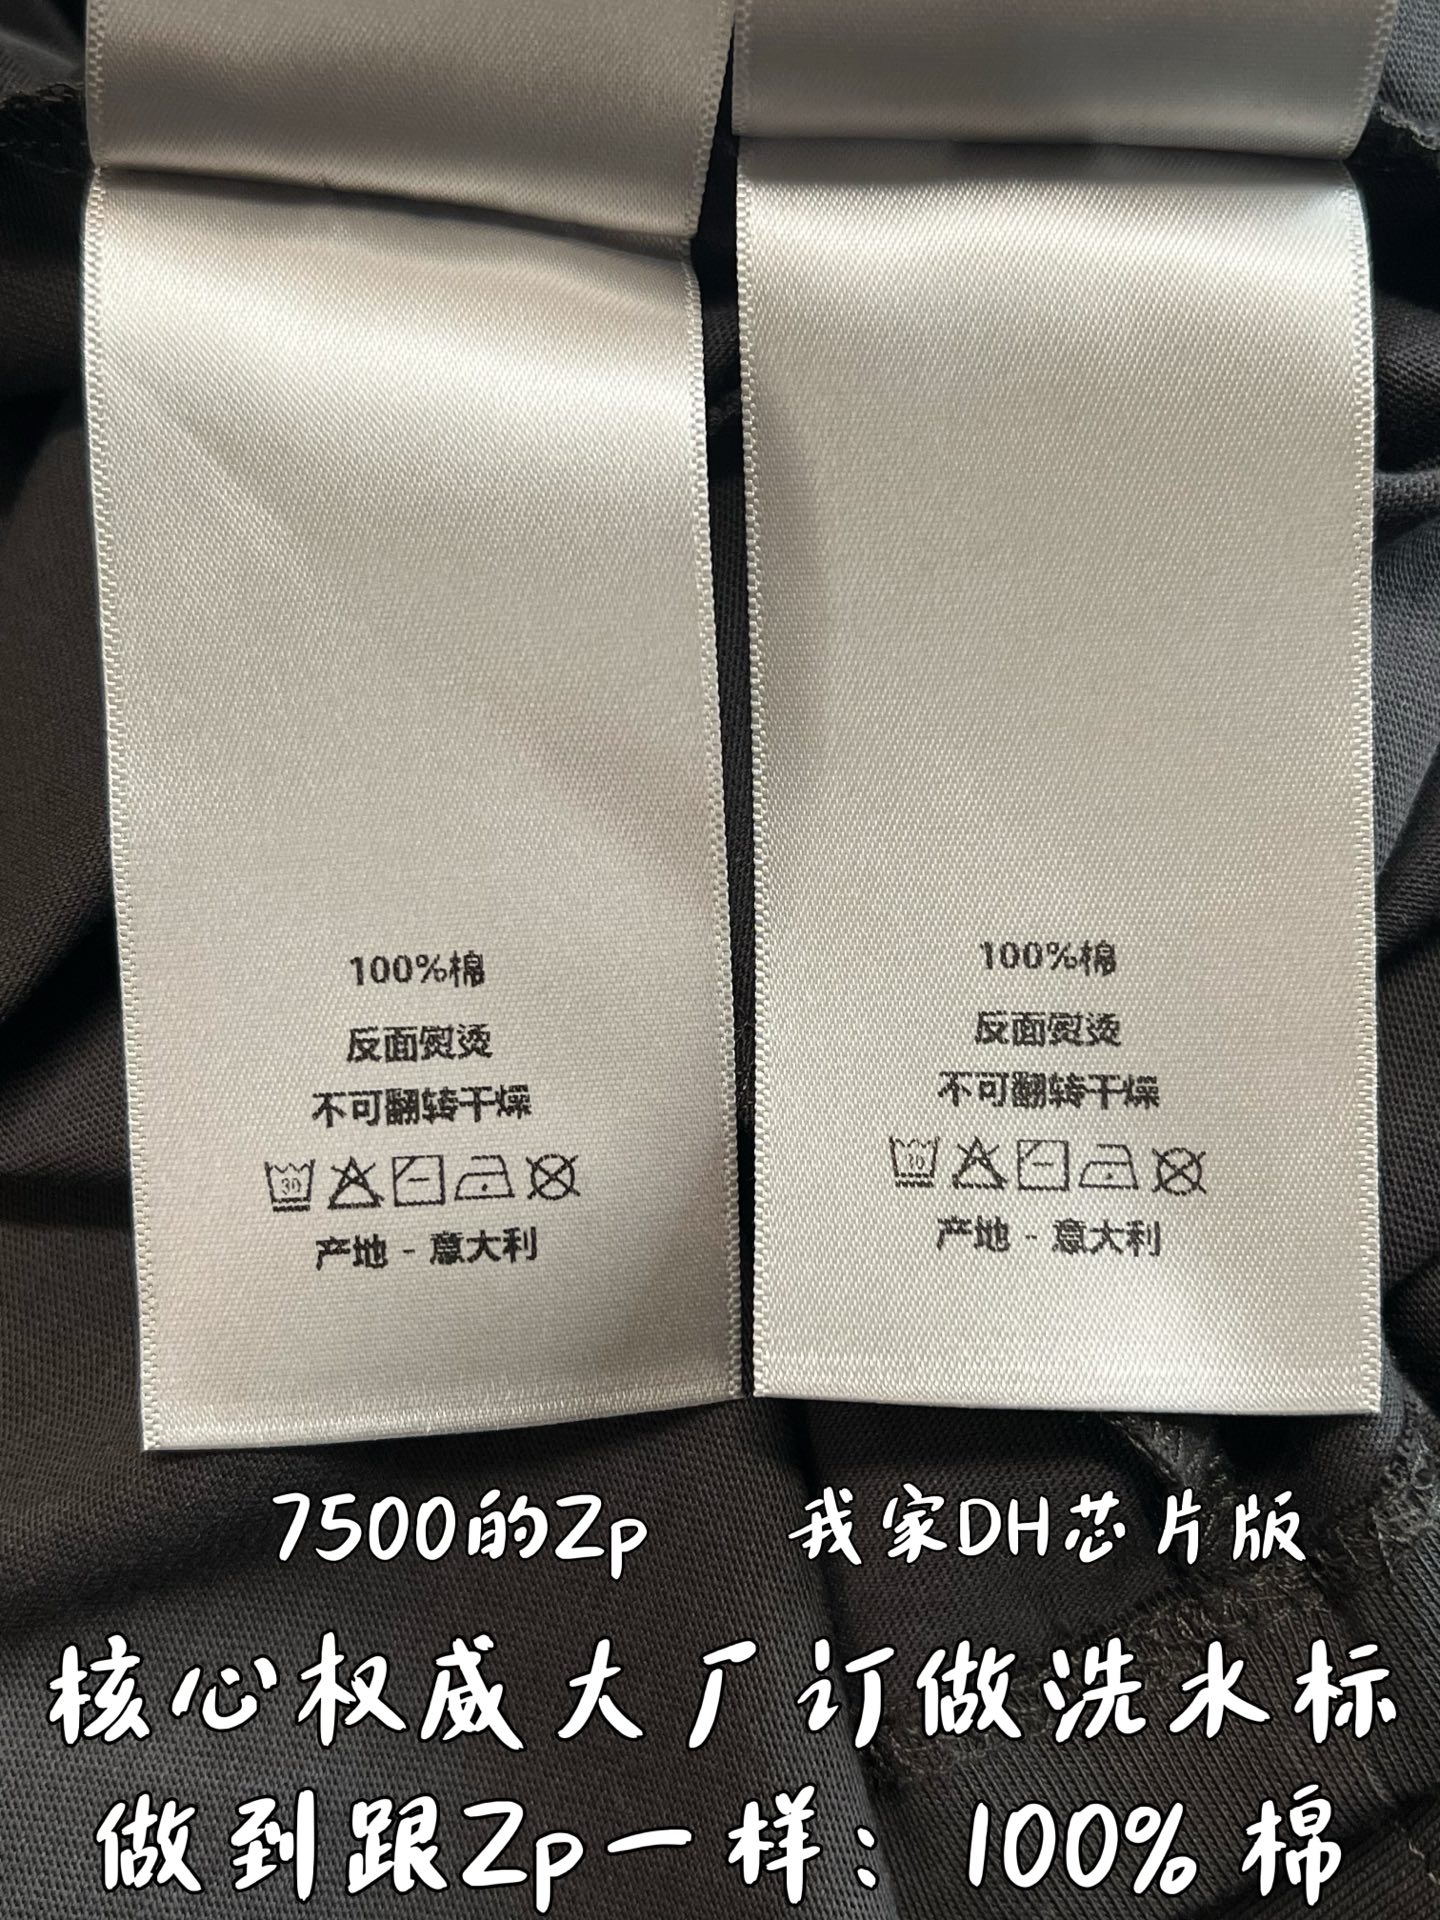 100%棉
反面熨烫
不可翻转干燥
30
产地 - 意大利
100%棉
反面熨烫
不可翻转干燥
30
产地 - 意大利
7500的Zp
我家DH芯片版
核心权威大厂订做洗水标
做到跟Zp一样：100%棉